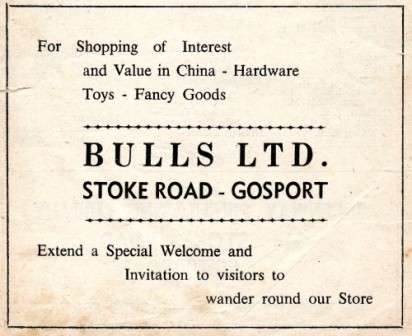 For Shopping of Interest
and Value in China - Hardware
Toys - Fancy Goods
BULLS LTD.
STOKE ROAD - GOSPORT
Extend a Special Welcome and
Invitation to visitors to
wander round our Store